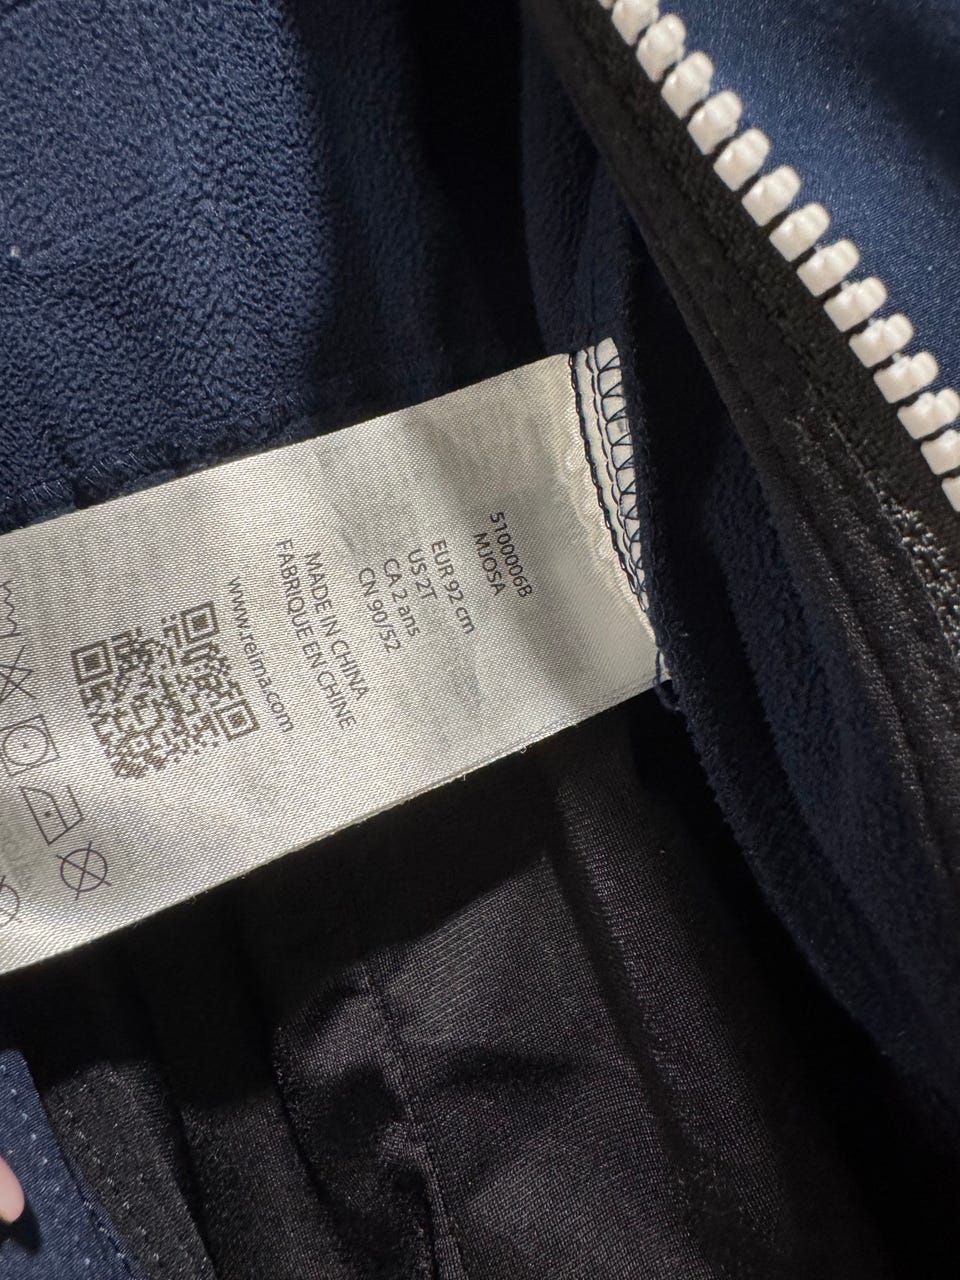 5100006B
MJOSA
EUR 92 cm
US 2T
CA 2 ans
CN 90/52
MADE IN CHINA
FABRIQUE EN CHINE
www.reima.com